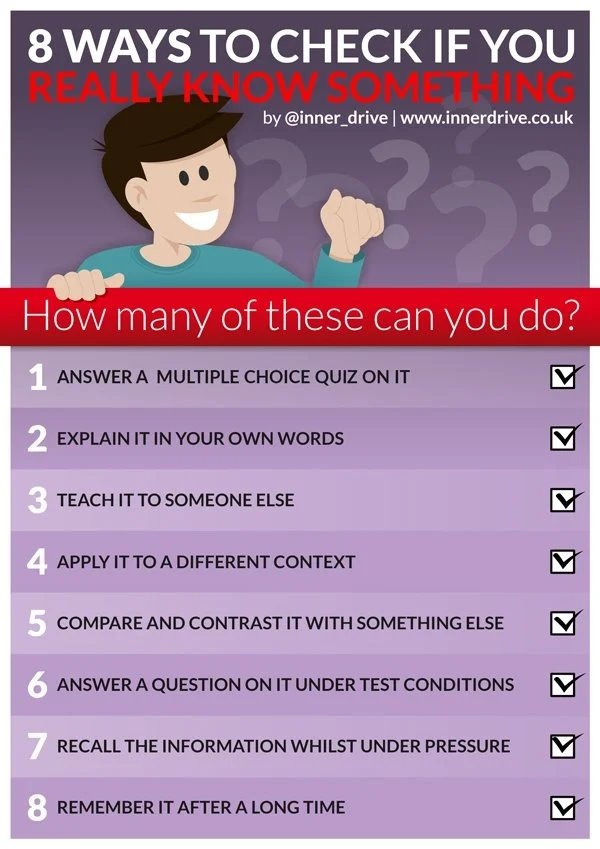 8 WAYS TO CHECK IF YOU
REALLY KNOW SOMETHING
by @inner_drive | www.innerdrive.co.uk
How many of these can you do?
1 ANSWER A MULTIPLE CHOICE QUIZ ON IT
2 EXPLAIN IT IN YOUR OWN WORDS
3 TEACH IT TO SOMEONE ELSE
4 APPLY IT TO A DIFFERENT CONTEXT
5 COMPARE AND CONTRAST IT WITH SOMETHING ELSE
6 ANSWER A QUESTION ON IT UNDER TEST CONDITIONS
7 RECALL THE INFORMATION WHILST UNDER PRESSURE
8 REMEMBER IT AFTER A LONG TIME